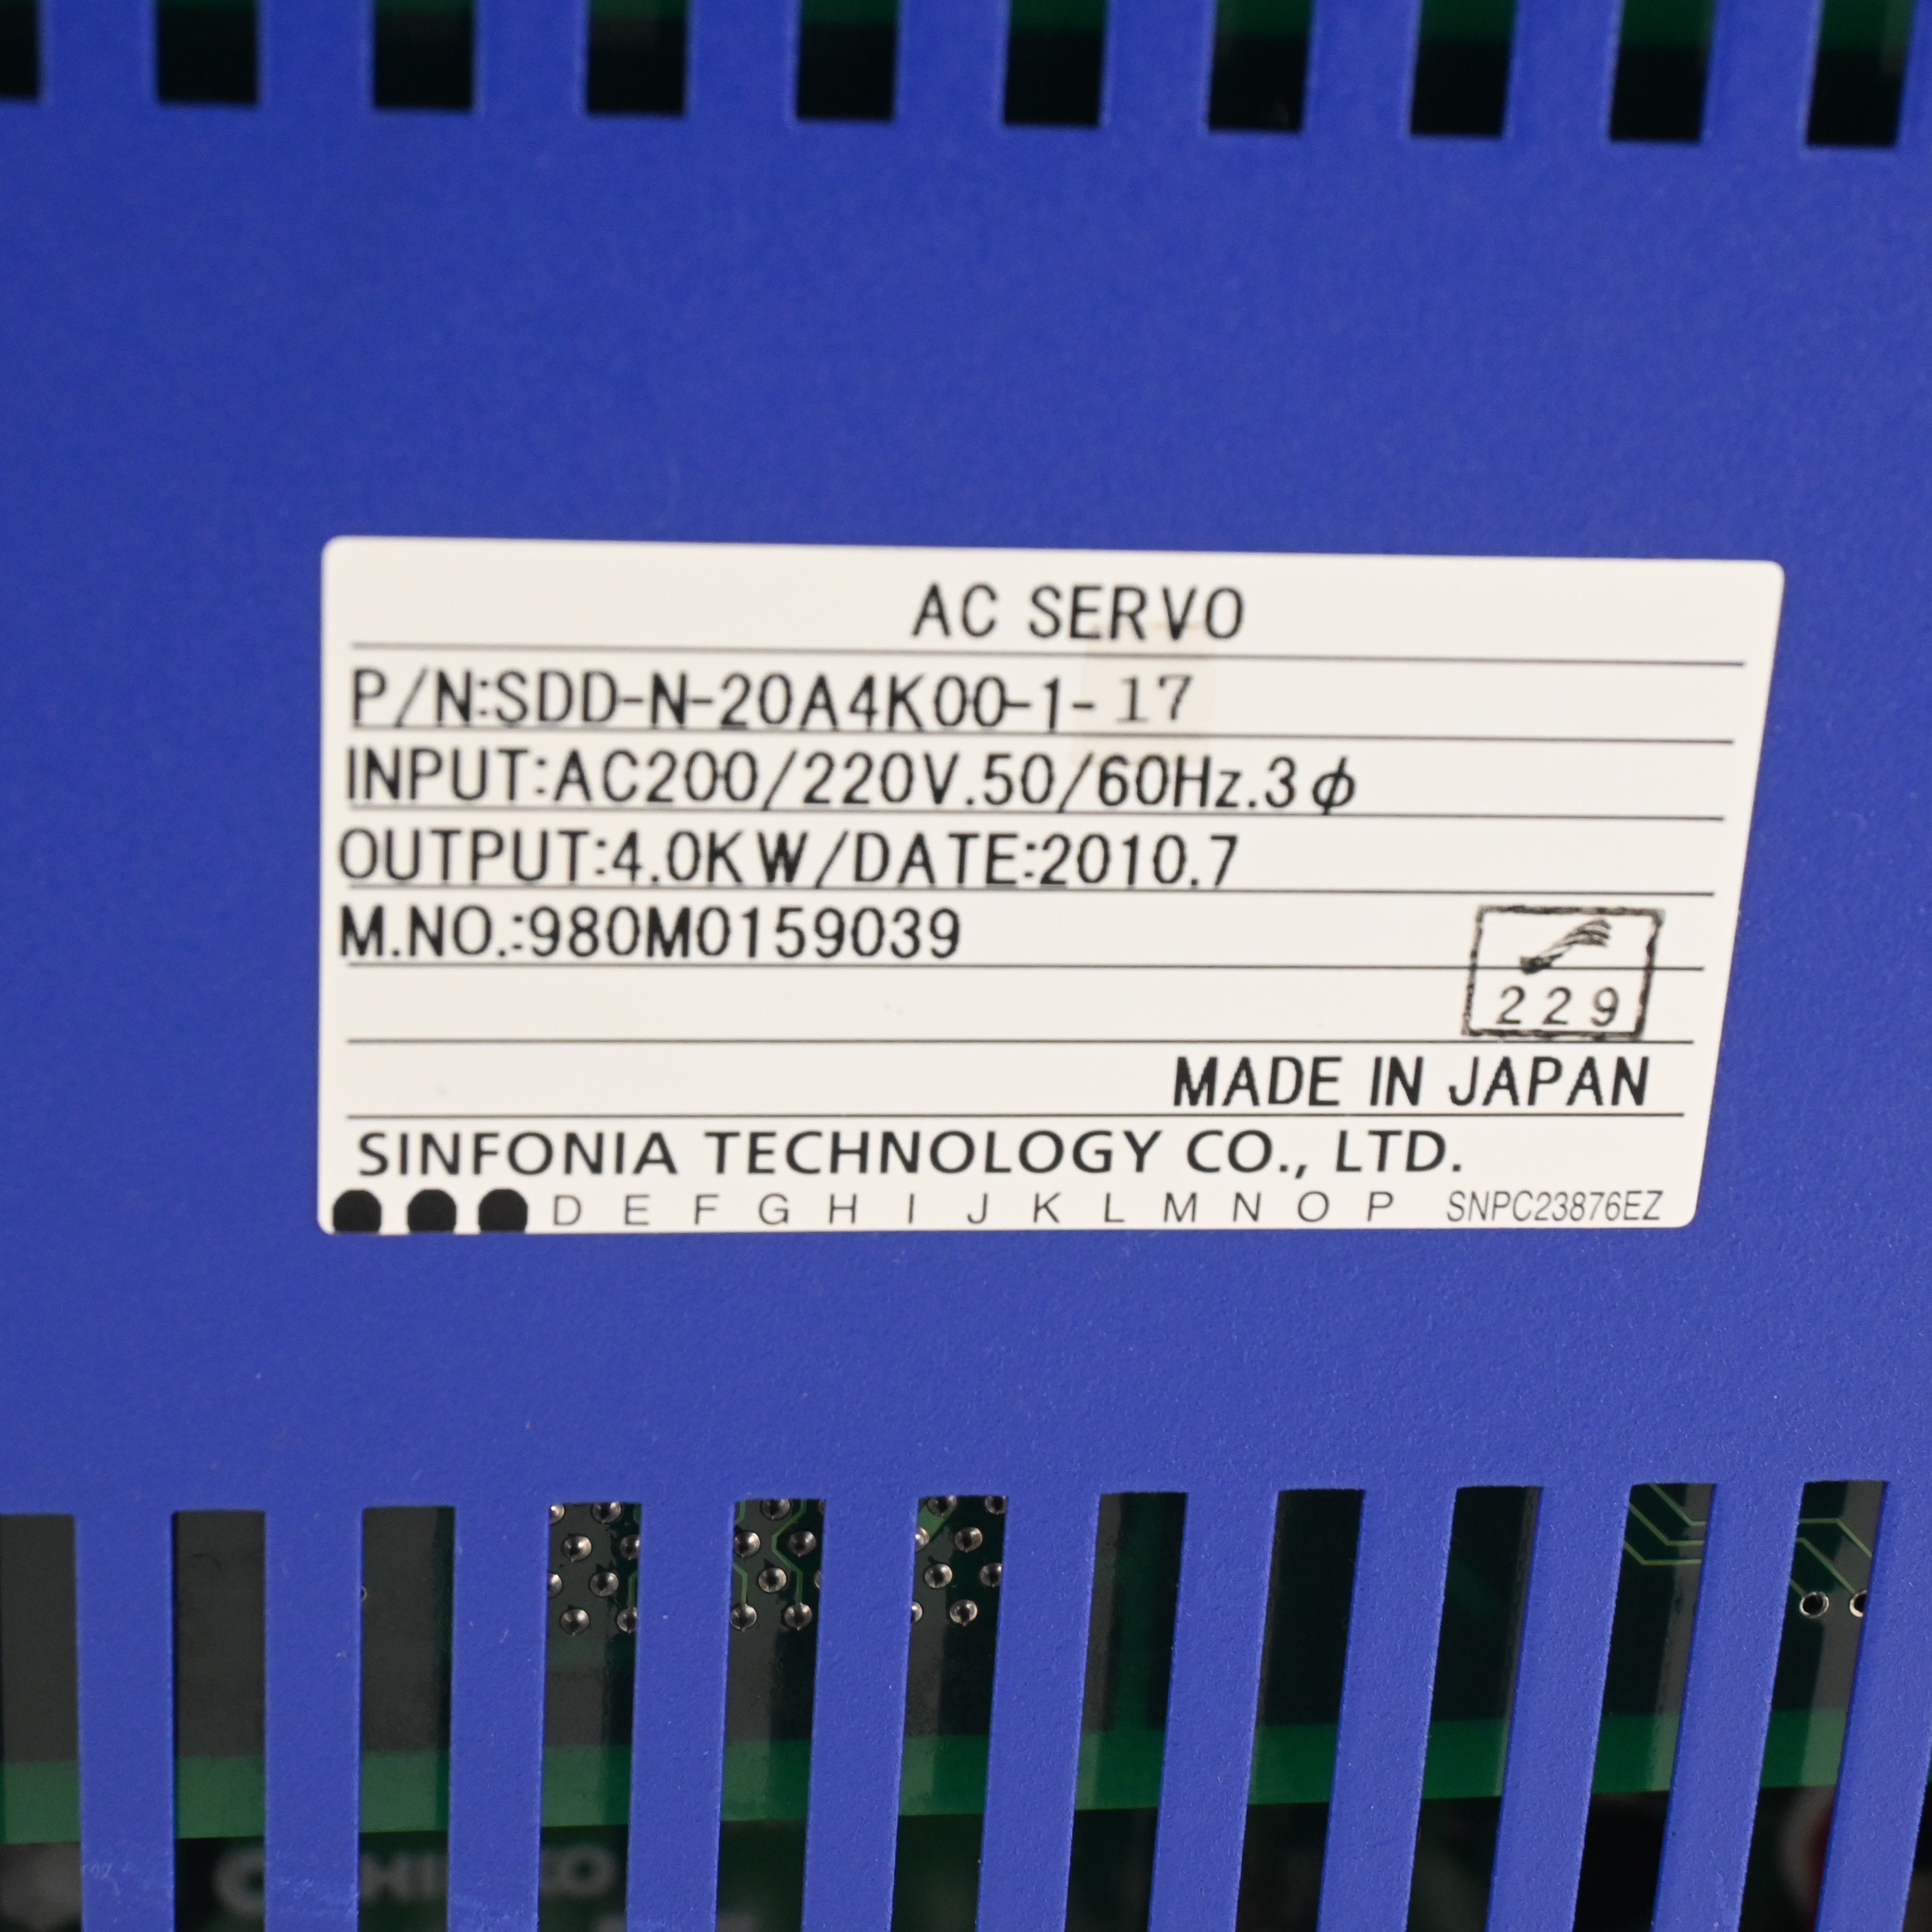 AC SERVO
P/N:SDD-N-20A4K00-1-17
INPUT:AC200/220V.50/60Hz.3φ
OUTPUT:4.0KW/DATE:2010.7
M.NO.:980M0159039
229
MADE IN JAPAN
SINFONIA TECHNOLOGY CO., LTD.
D E F G H I J K L M N O P SNPC23876EZ